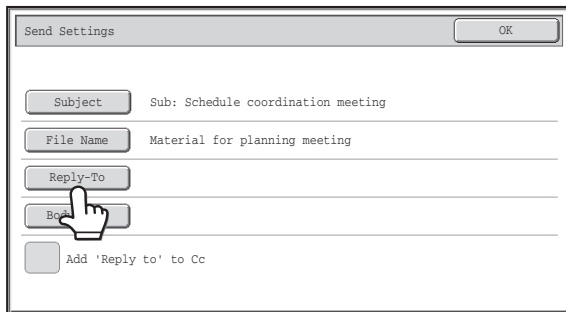 Send Settings OK
Subject Sub: Schedule coordination meeting
File Name Material for planning meeting
Reply-To
Add 'Reply to' to Cc